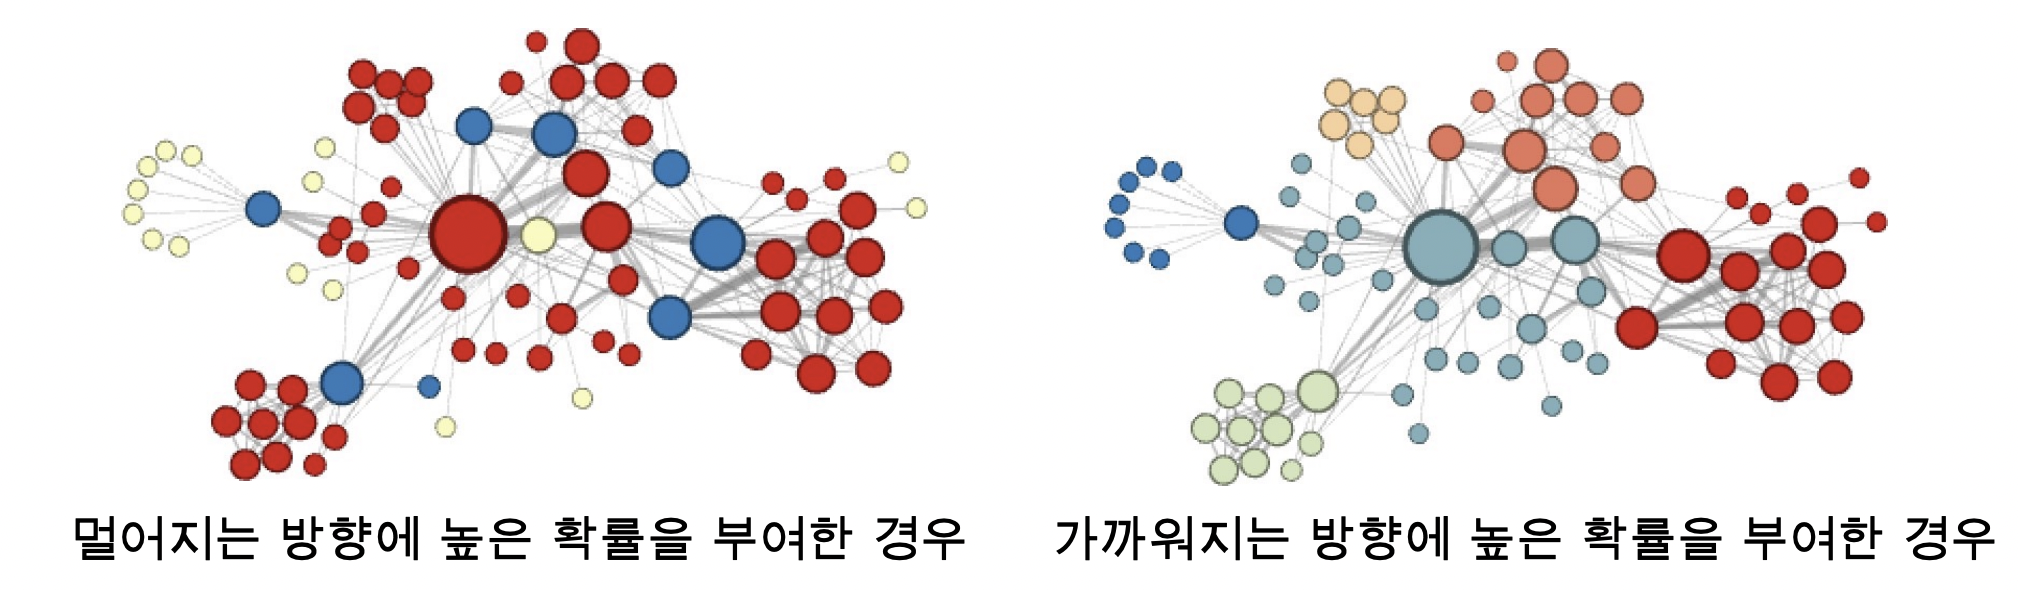 멀어지는 방향에 높은 확률을 부여한 경우
가까워지는 방향에 높은 확률을 부여한 경우